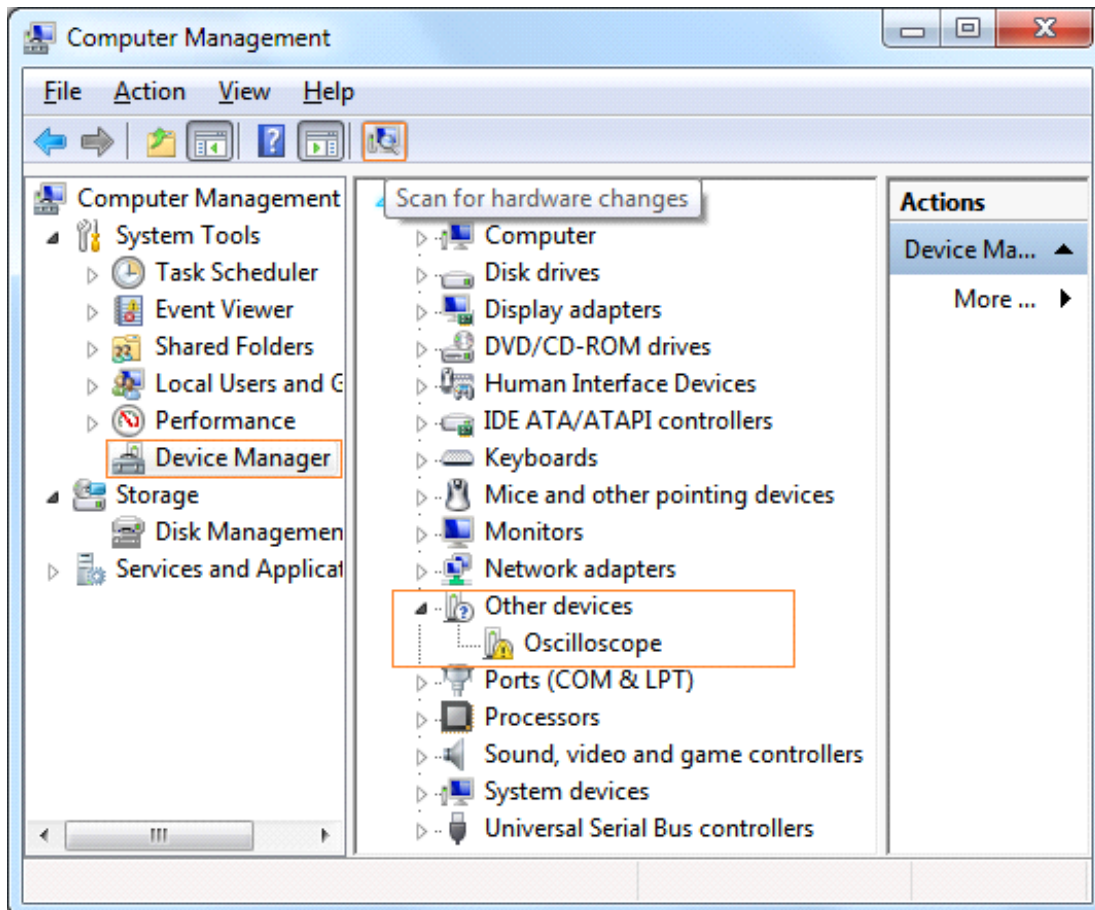 Computer Management
File Action View Help
Scan for hardware changes
Computer Management
System Tools
Task Scheduler
Event Viewer
Shared Folders
Local Users and G
Performance
Device Manager
Storage
Disk Managemen
Services and Applicat
Computer
Disk drives
Display adapters
DVD/CD-ROM drives
Human Interface Devices
IDE ATA/ATAPI controllers
Keyboards
Mice and other pointing devices
Monitors
Network adapters
Other devices
Oscilloscope
Ports (COM & LPT)
Processors
Sound, video and game controllers
System devices
Universal Serial Bus controllers
Actions
Device Ma...
More ...